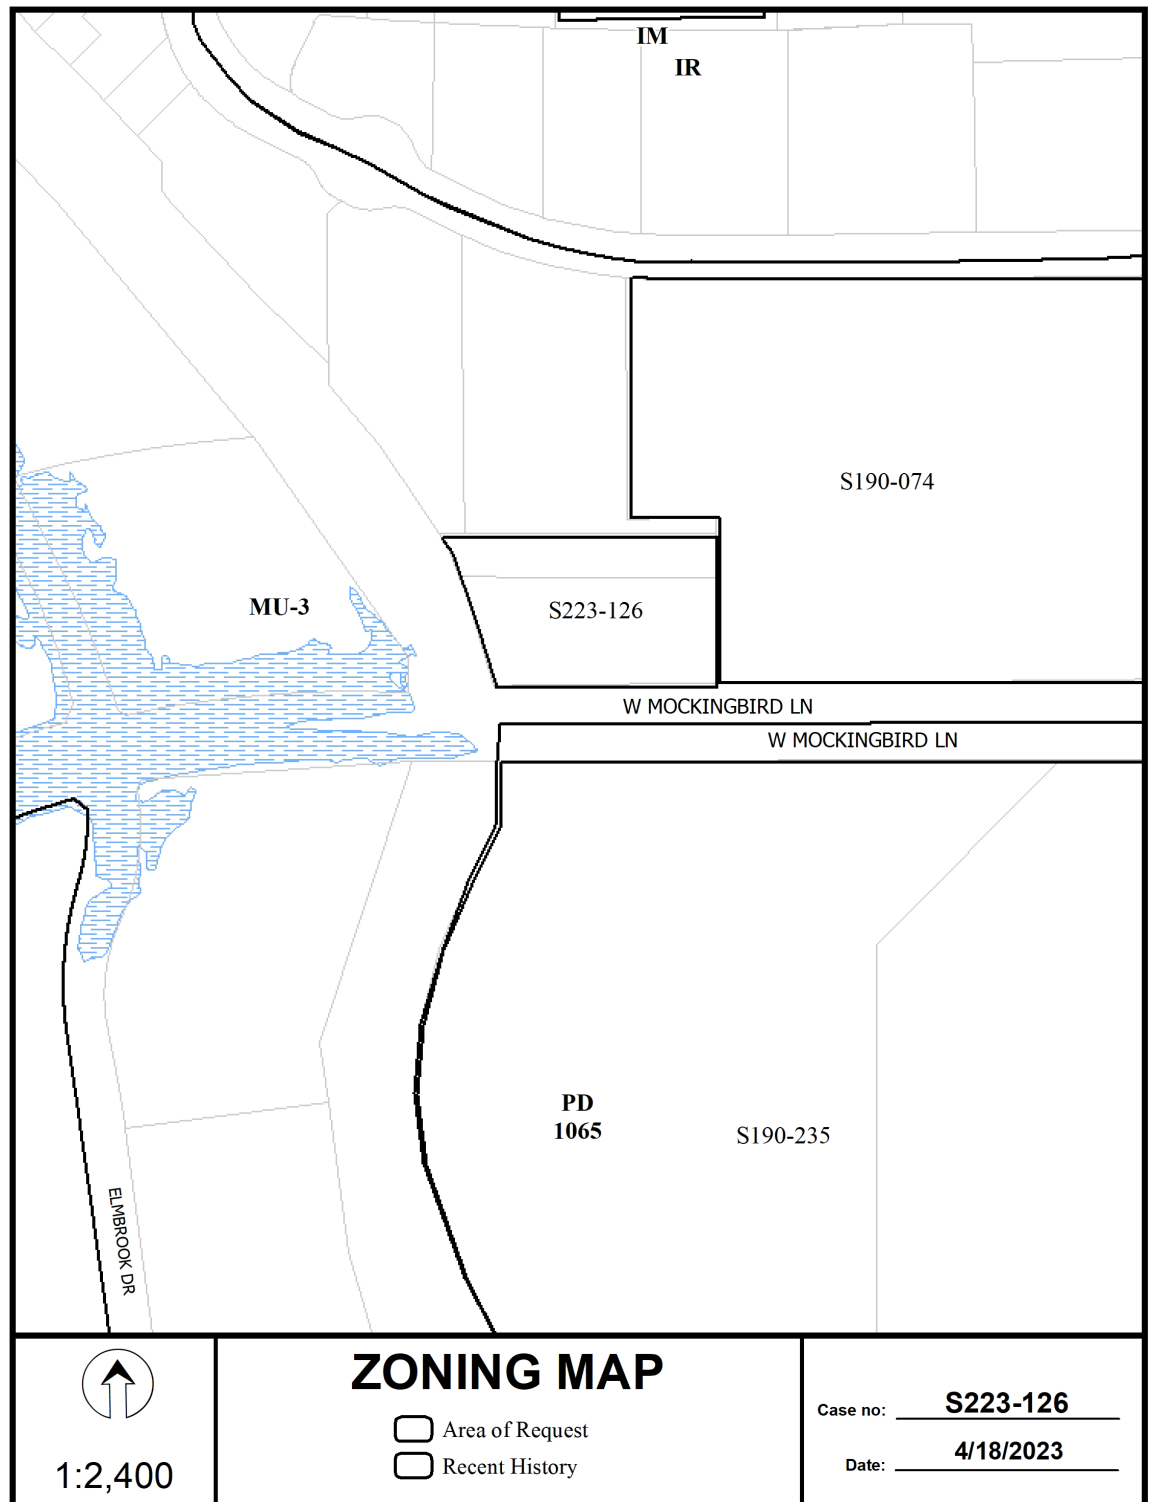 IM
IR
S190-074
MU-3
S223-126
W MOCKINGBIRD LN
W MOCKINGBIRD LN
PD
1065
S190-235
ELMBROOK DR
1:2,400
ZONING MAP
Area of Request
Recent History
Case no: S223-126
Date: 4/18/2023